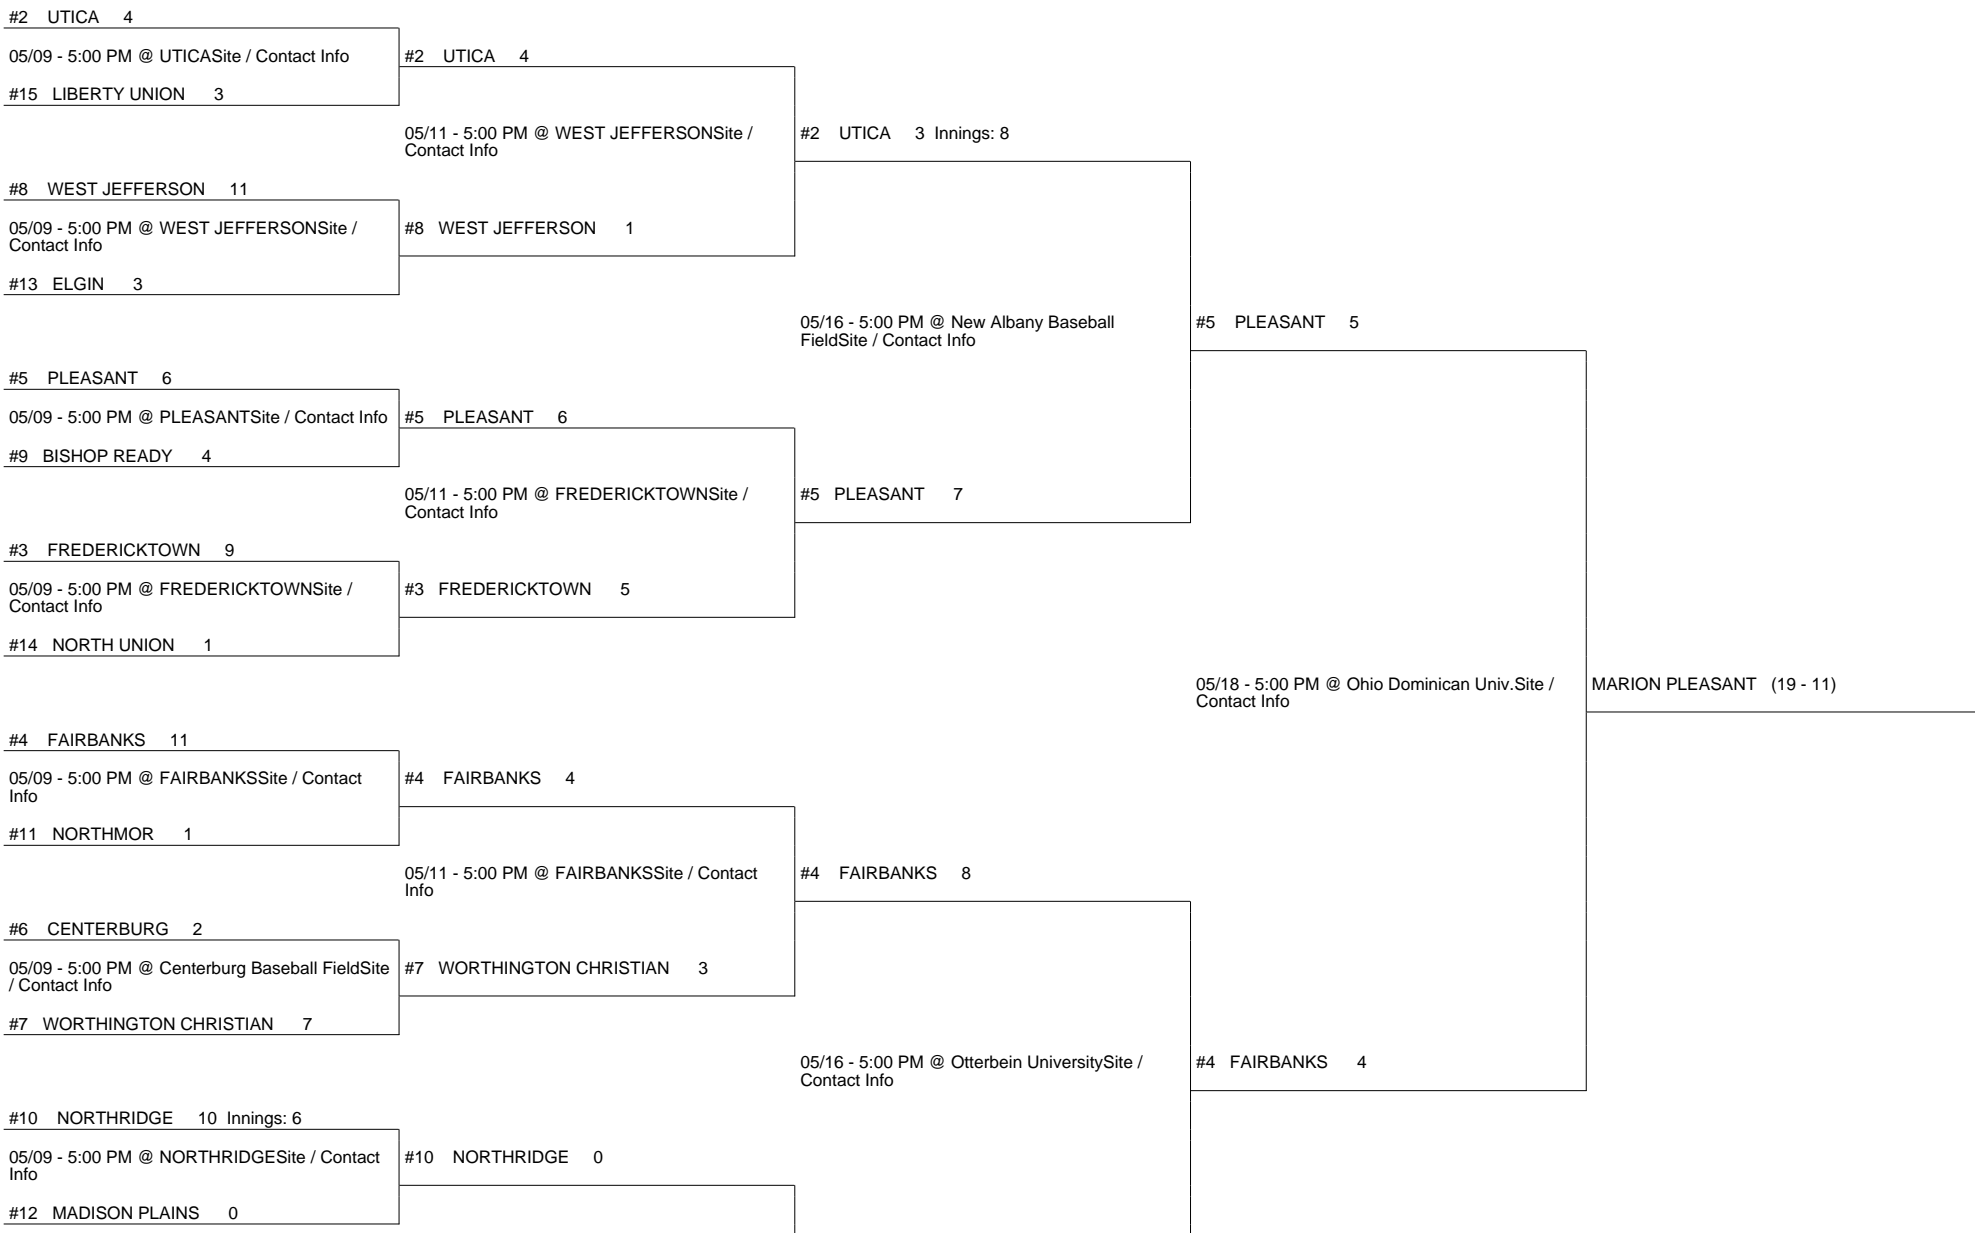 #2 UTICA 4
05/09 - 5:00 PM @ UTICASite / Contact Info
#15 LIBERTY UNION 3
#2 UTICA 4
05/11 - 5:00 PM @ WEST JEFFERSONSite /
Contact Info
#2 UTICA 3 Innings: 8
#8 WEST JEFFERSON 11
05/09 - 5:00 PM @ WEST JEFFERSONSite /
Contact Info
#13 ELGIN 3
#8 WEST JEFFERSON 1
05/16 - 5:00 PM @ New Albany Baseball
FieldSite / Contact Info
#5 PLEASANT 5
#5 PLEASANT 6
05/09 - 5:00 PM @ PLEASANTSite / Contact Info
#9 BISHOP READY 4
#5 PLEASANT 6
05/11 - 5:00 PM @ FREDERICKTOWNSite /
Contact Info
#5 PLEASANT 7
#3 FREDERICKTOWN 9
05/09 - 5:00 PM @ FREDERICKTOWNSite /
Contact Info
#14 NORTH UNION 1
#3 FREDERICKTOWN 5
05/18 - 5:00 PM @ Ohio Dominican Univ.Site /
Contact Info
MARION PLEASANT (19 - 11)
#4 FAIRBANKS 11
05/09 - 5:00 PM @ FAIRBANKSSite / Contact
Info
#11 NORTHMOR 1
#4 FAIRBANKS 4
05/11 - 5:00 PM @ FAIRBANKSSite / Contact
Info
#4 FAIRBANKS 8
#6 CENTERBURG 2
05/09 - 5:00 PM @ Centerburg Baseball FieldSite
/ Contact Info
#7 WORTHINGTON CHRISTIAN 7
#7 WORTHINGTON CHRISTIAN 3
05/16 - 5:00 PM @ Otterbein UniversitySite /
Contact Info
#4 FAIRBANKS 4
#10 NORTHRIDGE 10 Innings: 6
05/09 - 5:00 PM @ NORTHRIDGESite / Contact
Info
#12 MADISON PLAINS 0
#10 NORTHRIDGE 0